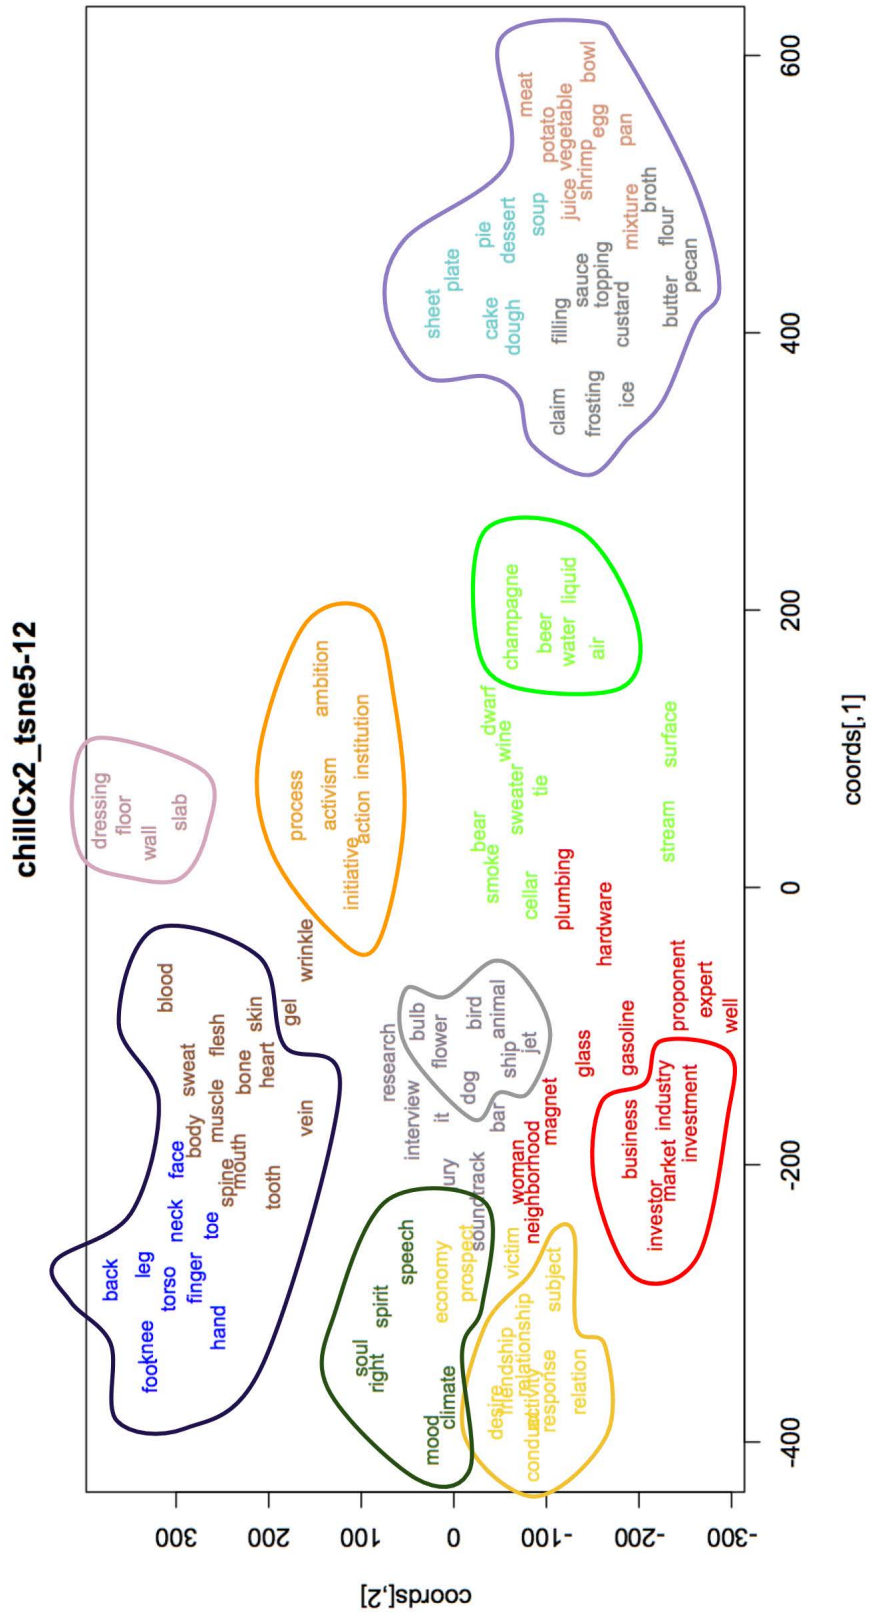 chillCx2_tsne5-12
dressing
floor
wall
slab
process
activism
initiative
action
institution
ambition
blood
wrinkle
gel
skin
flesh
sweat
bone
heart
muscle
body
mouth
spine
vein
tooth
face
neck
toe
back
leg
torso
finger
hand
knee
foo
research
interview
bulb
flower
it
bird
animal
ship
jet
dog
bar
ury
soundtrack
speech
spirit
soul
right
climate
mood
economy
prospect
victim
subject
friendship
relationship
desire
activity
response
relation
woman
neighborhood
magnet
glass
gasoline
proponent
expert
well
business
industry
investment
market
investor
plumbing
hardware
cellar
smoke
bear
sweater
tie
wine
dwarf
stream
surface
champagne
beer
water
liquid
air
sheet
plate
pie
dessert
cake
dough
soup
meat
potato
vegetable
juice
shrimp
egg
bowl
pan
mixture
broth
flour
pecan
butter
filling
sauce
topping
custard
claim
frosting
ice
300
200
100
0
-100
-200
-300
coords[,2]
-400
-200
0
200
400
600
coords[,1]